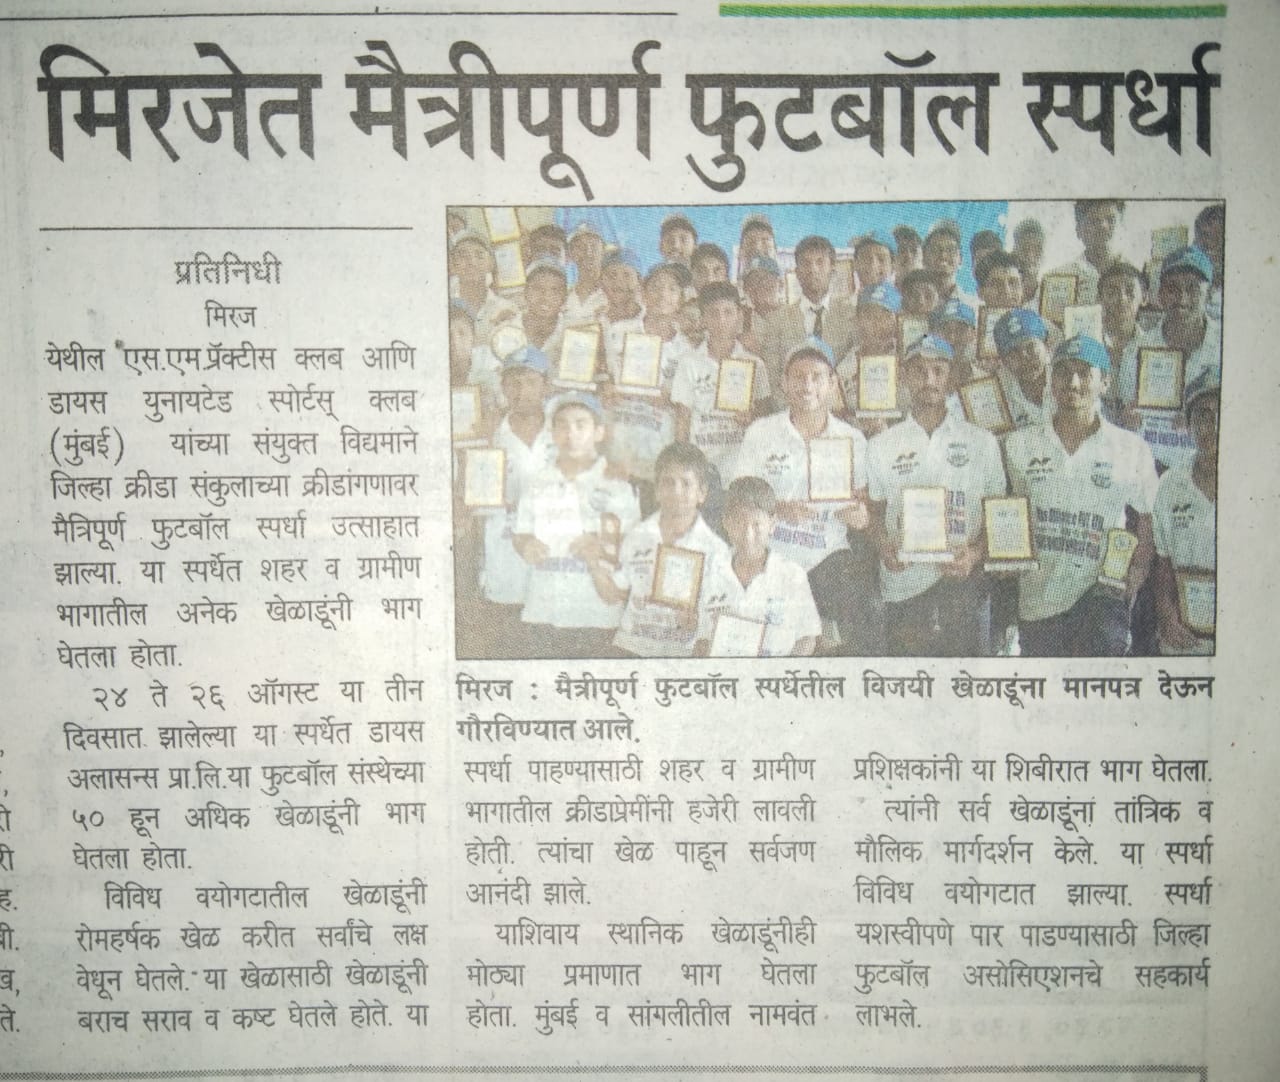 मिरजेत मैत्रीपूर्ण फुटबॉल स्पर्धा
प्रतिनिधी
मिरज
येथील एस.एम.प्रॅक्टीस क्लब आणि
डायस युनायटेड स्पोर्टस् क्लब
(मुंबई) यांच्या संयुक्त विद्यमाने
जिल्हा क्रीडा संकुलाच्या क्रीडांगणावर
मैत्रिपूर्ण फुटबॉल स्पर्धा उत्साहात
झाल्या. या स्पर्धेत शहर व ग्रामीण
भागातील अनेक खेळाडूंनी भाग
घेतला होता.
२४ ते २६ ऑगस्ट या तीन
दिवसात झालेल्या या स्पर्धेत डायस
अलासन्स प्रा.लि.या फुटबॉल संस्थेच्या
५० हून अधिक खेळाडूंनी भाग
घेतला होता.
विविध वयोगटातील खेळाडूंनी
रोमहर्षक खेळ करीत सर्वांचे लक्ष
वेधून घेतले. या खेळासाठी खेळाडूंनी
बराच सराव व कष्ट घेतले होते. या
मिरज : मैत्रीपूर्ण फुटबॉल स्पर्धेतील विजयी खेळाडूंना मानपत्र देऊन
गौरविण्यात आले.
स्पर्धा पाहण्यासाठी शहर व ग्रामीण
भागातील क्रीडाप्रेमींनी हजेरी लावली
होती. त्यांचा खेळ पाहून सर्वजण
आनंदी झाले.
याशिवाय स्थानिक खेळाडूंनीही
मोठ्या प्रमाणात भाग घेतला
होता. मुंबई व सांगलीतील नामवंत
प्रशिक्षकांनी या शिबीरात भाग घेतला.
त्यांनी सर्व खेळाडूंना तांत्रिक व
मौलिक मार्गदर्शन केले. या स्पर्धा
विविध वयोगटात झाल्या. स्पर्धा
यशस्वीपणे पार पाडण्यासाठी जिल्हा
फुटबॉल असोसिएशनचे सहकार्य
लाभले.